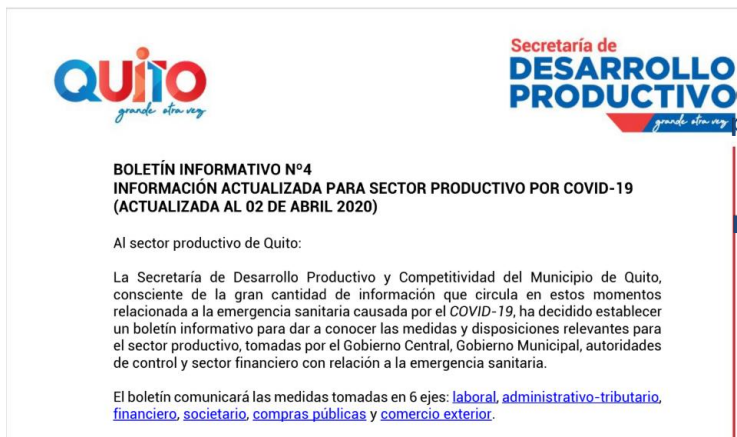 QUITO
grande otra vez
Secretaría de
DESARROLLO
PRODUCTIVO
grande otra vez
BOLETÍN INFORMATIVO Nº4
INFORMACIÓN ACTUALIZADA PARA SECTOR PRODUCTIVO POR COVID-19
(ACTUALIZADA AL 02 DE ABRIL 2020)
Al sector productivo de Quito:
La Secretaría de Desarrollo Productivo y Competitividad del Municipio de Quito,
consciente de la gran cantidad de información que circula en estos momentos
relacionada a la emergencia sanitaria causada por el COVID-19, ha decidido establecer
un boletín informativo para dar a conocer las medidas y disposiciones relevantes para
el sector productivo, tomadas por el Gobierno Central, Gobierno Municipal, autoridades
de control y sector financiero con relación a la emergencia sanitaria.
El boletín comunicará las medidas tomadas en 6 ejes: laboral, administrativo-tributario,
financiero, societario, compras públicas y comercio exterior.